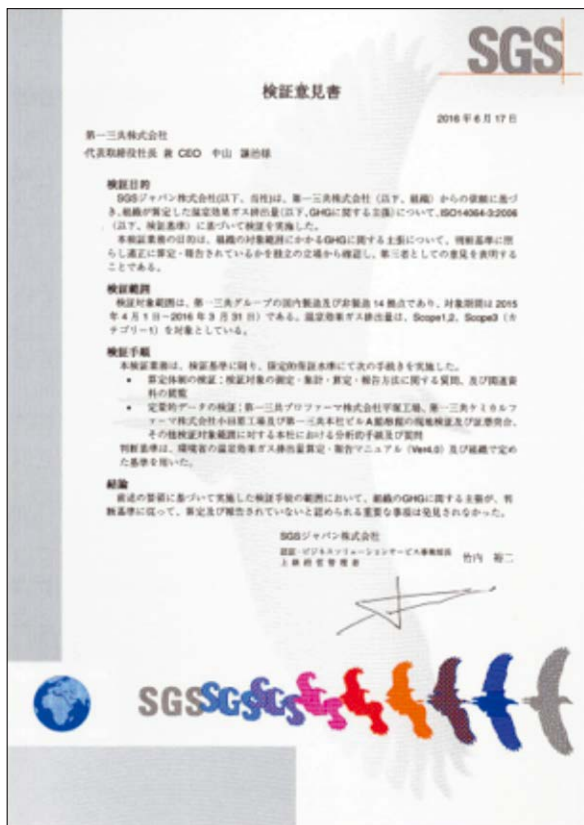 SGS
検証意見書
2016年6月17日
第一三共株式会社
代表取締役社長 兼 CEO 中山 讓治様
検証目的
SGSジャパン株式会社(以下、当社)は、第一三共株式会社(以下、組織)からの依頼に基づ
き、組織が算定した温室効果ガス排出量(以下、GHGに関する主張)について、ISO14064-3:2006
(以下、検証基準)に基づいて検証を実施した。
本検証業務の目的は、組織の対象範囲にかかるGHGに関する主張について、判断基準に照
らし適正に算定・報告されているかを独立の立場から確認し、第三者としての意見を表明する
ことである。
検証範囲
検証対象範囲は、第一三共グループの国内製造及び非製造14拠点であり、対象期間は2015
年4月1日~2016年3月31日)である。温室効果ガス排出量は、Scope1,2、Scope3(カ
テゴリー1)を対象としている。
検証手順
本検証業務は、検証基準に則り、限定的保証水準にて次の手続きを実施した。
• 算定体制の検証:検証対象の測定・集計・算定・報告方法に関する質問、及び関連資
料の閲覧
• 定量的データの検証:第一三共プロファーマ株式会社平塚工場、第一三共ケミカルフ
ァーマ株式会社小田原工場及び第一三共本社ビルA館/Bの現地検証及び証憑突合、
その他検証対象範囲に対する本社における分析的手続及び質問
判断基準は、環境省の温室効果ガス排出量算定・報告マニュアル(Ver4.0)及び組織で定め
た基準を用いた。
結論
前述の要領に基づいて実施した検証手続の範囲において、組織のGHGに関する主張が、判
断基準に従って、算定及び報告されていないと認められる重要な事項は発見されなかった。
SGSジャパン株式会社
認証・ビジネスソリューションサービス事業部長
上級経営管理者 竹内 裕二
SGSSGSSGS